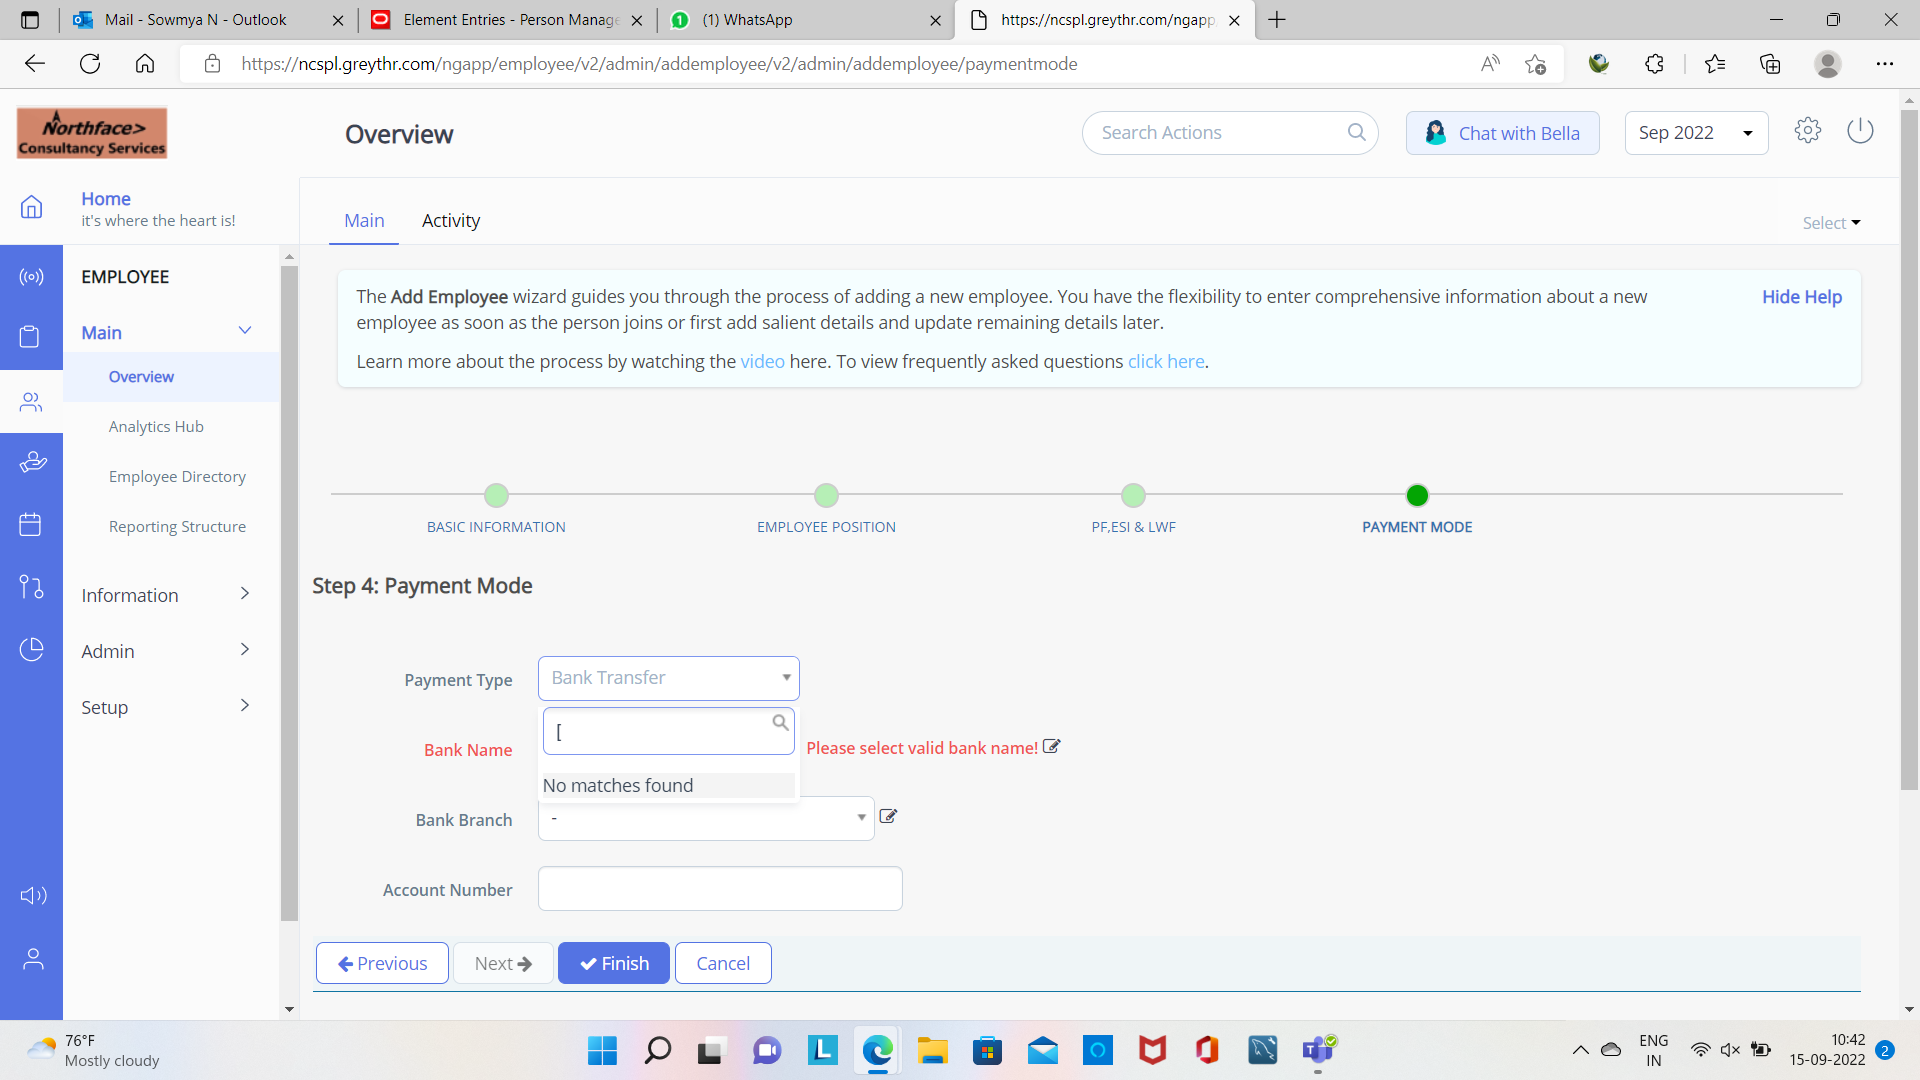 Mail - Sowmya N - Outlook
Element Entries - Person Manage
1
(1) WhatsApp
https://ncspl.greythr.com/ngapp
https://ncspl.greythr.com/ngapp/employee/v2/admin/addemployee/v2/admin/addemployee/paymentmode
Northface>
Consultancy Services
Overview
Search Actions
Chat with Bella
Sep 2022
Home
it's where the heart is!
Main
Activity
Select
EMPLOYEE
Main
Overview
Analytics Hub
Employee Directory
Reporting Structure
Information
Admin
Setup
The Add Employee wizard guides you through the process of adding a new employee. You have the flexibility to enter comprehensive information about a new
employee as soon as the person joins or first add salient details and update remaining details later.
Hide Help
Learn more about the process by watching the video here. To view frequently asked questions click here.
BASIC INFORMATION
EMPLOYEE POSITION
PF,ESI & LWF
PAYMENT MODE
Step 4: Payment Mode
Payment Type
Bank Transfer
[
Bank Name
Please select valid bank name!
No matches found
Bank Branch
-
Account Number
Previous
Next
Finish
Cancel
76°F
Mostly cloudy
ENG
IN
10:42
15-09-2022
2